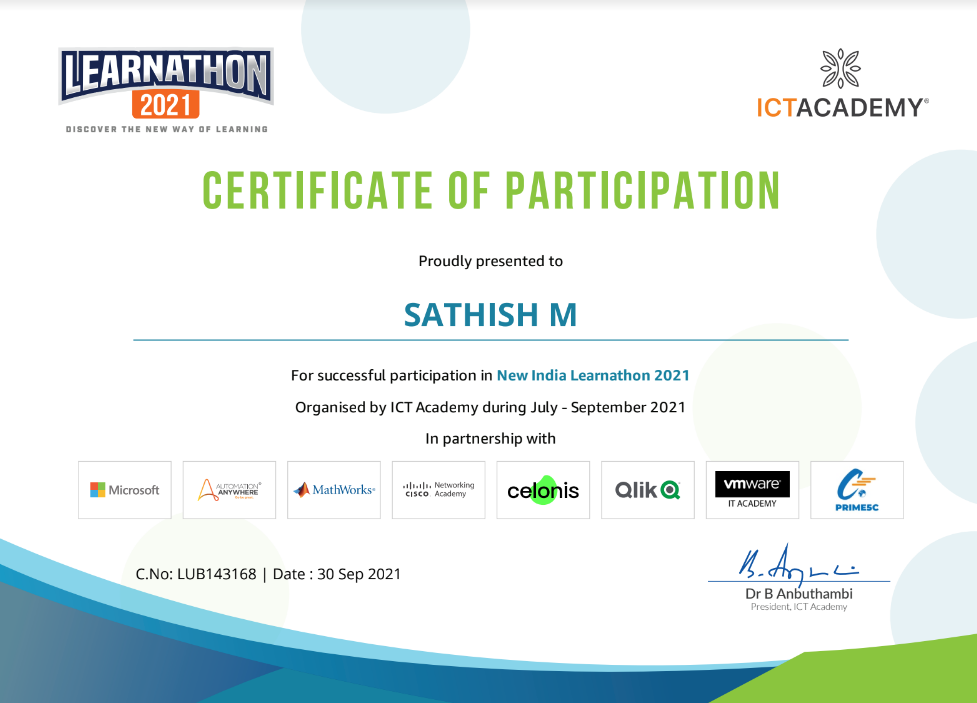 LEARNATHON
2021
DISCOVER THE NEW WAY OF LEARNING
ICTACADEMY®
CERTIFICATE OF PARTICIPATION
Proudly presented to
SATHISH M
For successful participation in New India Learnathon 2021
Organised by ICT Academy during July - September 2021
In partnership with
Microsoft
AUTOMATION®
ANYWHERE
MathWorks®
CISCO Networking
Academy
celonis
Qlik
vmware®
IT ACADEMY
PRIMESC
C.No: LUB143168 | Date : 30 Sep 2021
Dr B Anbuthambi
President, ICT Academy